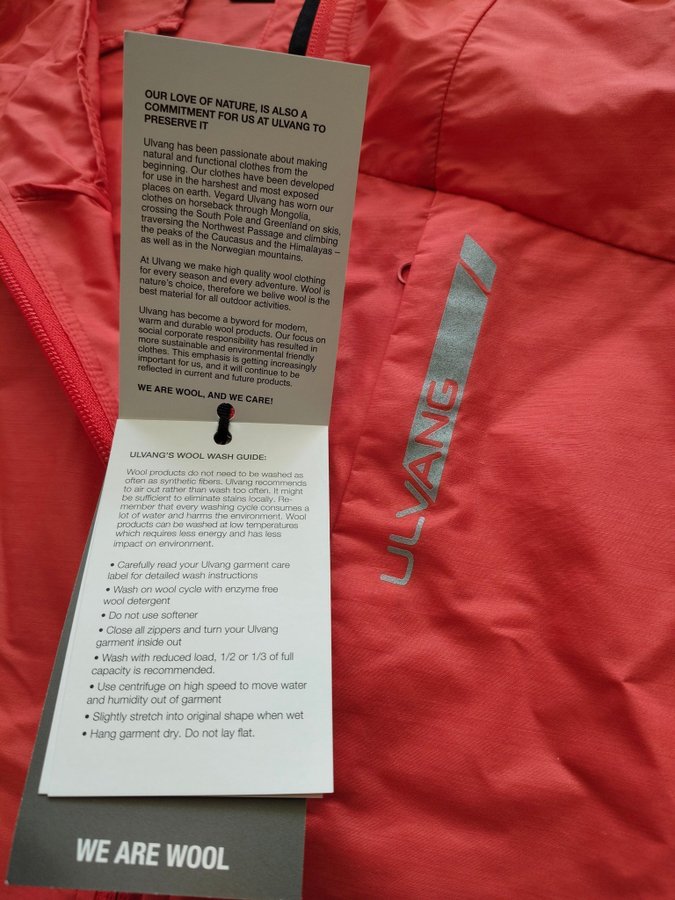 OUR LOVE OF NATURE, IS ALSO A
COMMITMENT FOR US AT ULVANG TO
PRESERVE IT
Ulvang has been passionate about making
natural and functional clothes from the
beginning. Our clothes have been developed
for use in the harshest and most exposed
places on earth. Vegard Ulvang has worn our
clothes on horseback through Mongolia,
crossing the South Pole and Greenland on skis,
traversing the Northwest Passage and climbing
the peaks of the Caucasus and the Himalayas –
as well as in the Norwegian mountains.
At Ulvang we make high quality wool clothing
for every season and every adventure. Wool is
nature's choice, therefore we belive wool is the
best material for all outdoor activities.
Ulvang has become a byword for modern,
warm and durable wool products. Our focus on
social corporate responsibility has resulted in
more sustainable and environmental friendly
clothes. This emphasis is getting increasingly
important for us, and it will continue to be
reflected in current and future products.
WE ARE WOOL, AND WE CARE!
ULVANG'S WOOL WASH GUIDE:
Wool products do not need to be washed as
often as synthetic fibers. Ulvang recommends
to air out rather than wash too often. It might
be sufficient to eliminate stains locally. Re-
member that every washing cycle consumes a
lot of water and harms the environment. Wool
products can be washed at low temperatures
which requires less energy and has less
impact on environment.
• Carefully read your Ulvang garment care
label for detailed wash instructions
• Wash on wool cycle with enzyme free
wool detergent
• Do not use softener
• Close all zippers and turn your Ulvang
garment inside out
• Wash with reduced load, 1/2 or 1/3 of full
capacity is recommended.
• Use centrifuge on high speed to move water
and humidity out of garment
• Slightly stretch into original shape when wet
• Hang garment dry. Do not lay flat.
WE ARE WOOL
ULVANG